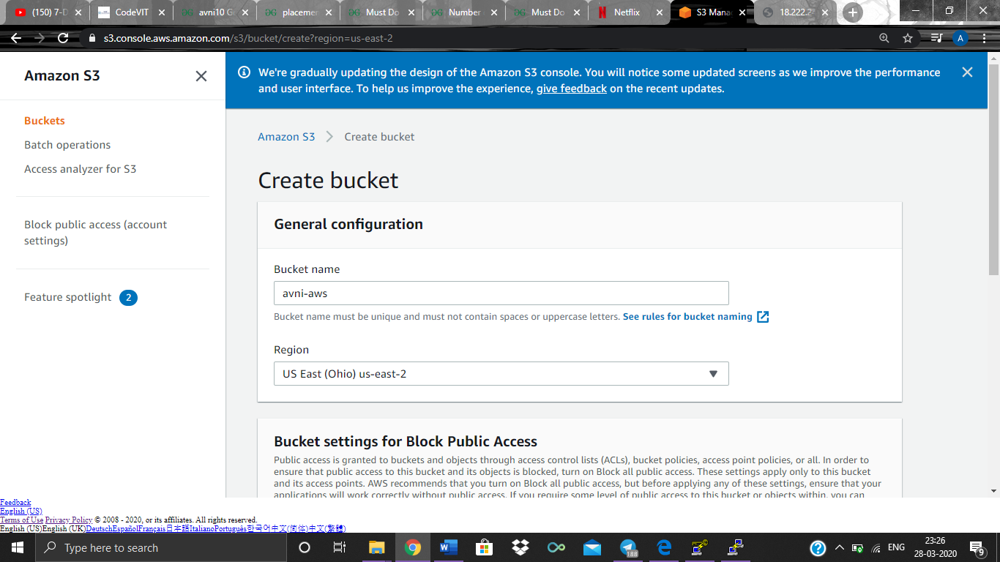 (150) 7-D
CodeVIT
avni10 G
placemen
Must Do
Number
Must Do
Netflix
S3 Mana
18.222.2
s3.console.aws.amazon.com/s3/bucket/create?region=us-east-2
A
Amazon S3
We're gradually updating the design of the Amazon S3 console. You will notice some updated screens as we improve the performance
and user interface. To help us improve the experience, give feedback on the recent updates.
Buckets
Batch operations
Access analyzer for S3
Block public access (account
settings)
Feature spotlight 2
Amazon S3 Create bucket
Create bucket
General configuration
Bucket name
avni-aws
Bucket name must be unique and must not contain spaces or uppercase letters. See rules for bucket naming
Region
US East (Ohio) us-east-2
Bucket settings for Block Public Access
Public access is granted to buckets and objects through access control lists (ACLs), bucket policies, access point policies, or all. In order to
ensure that public access to this bucket and its objects is blocked, turn on Block all public access. These settings apply only to this bucket
and its access points. AWS recommends that you turn on Block all public access, but before applying any of these settings, ensure that your
applications will work correctly without public access. If you require some level of public access to this bucket or objects within, you can
Feedback
English (US)
Terms of Use Privacy Policy © 2008 - 2020, or its affiliates. All rights reserved.
English (US)English (UK)DeutschEspañolFrançais日本語ItalianoPortuguês한국어中文(简体)中文(繁體)
Type here to search
188
ENG
23:26
28-03-2020
9